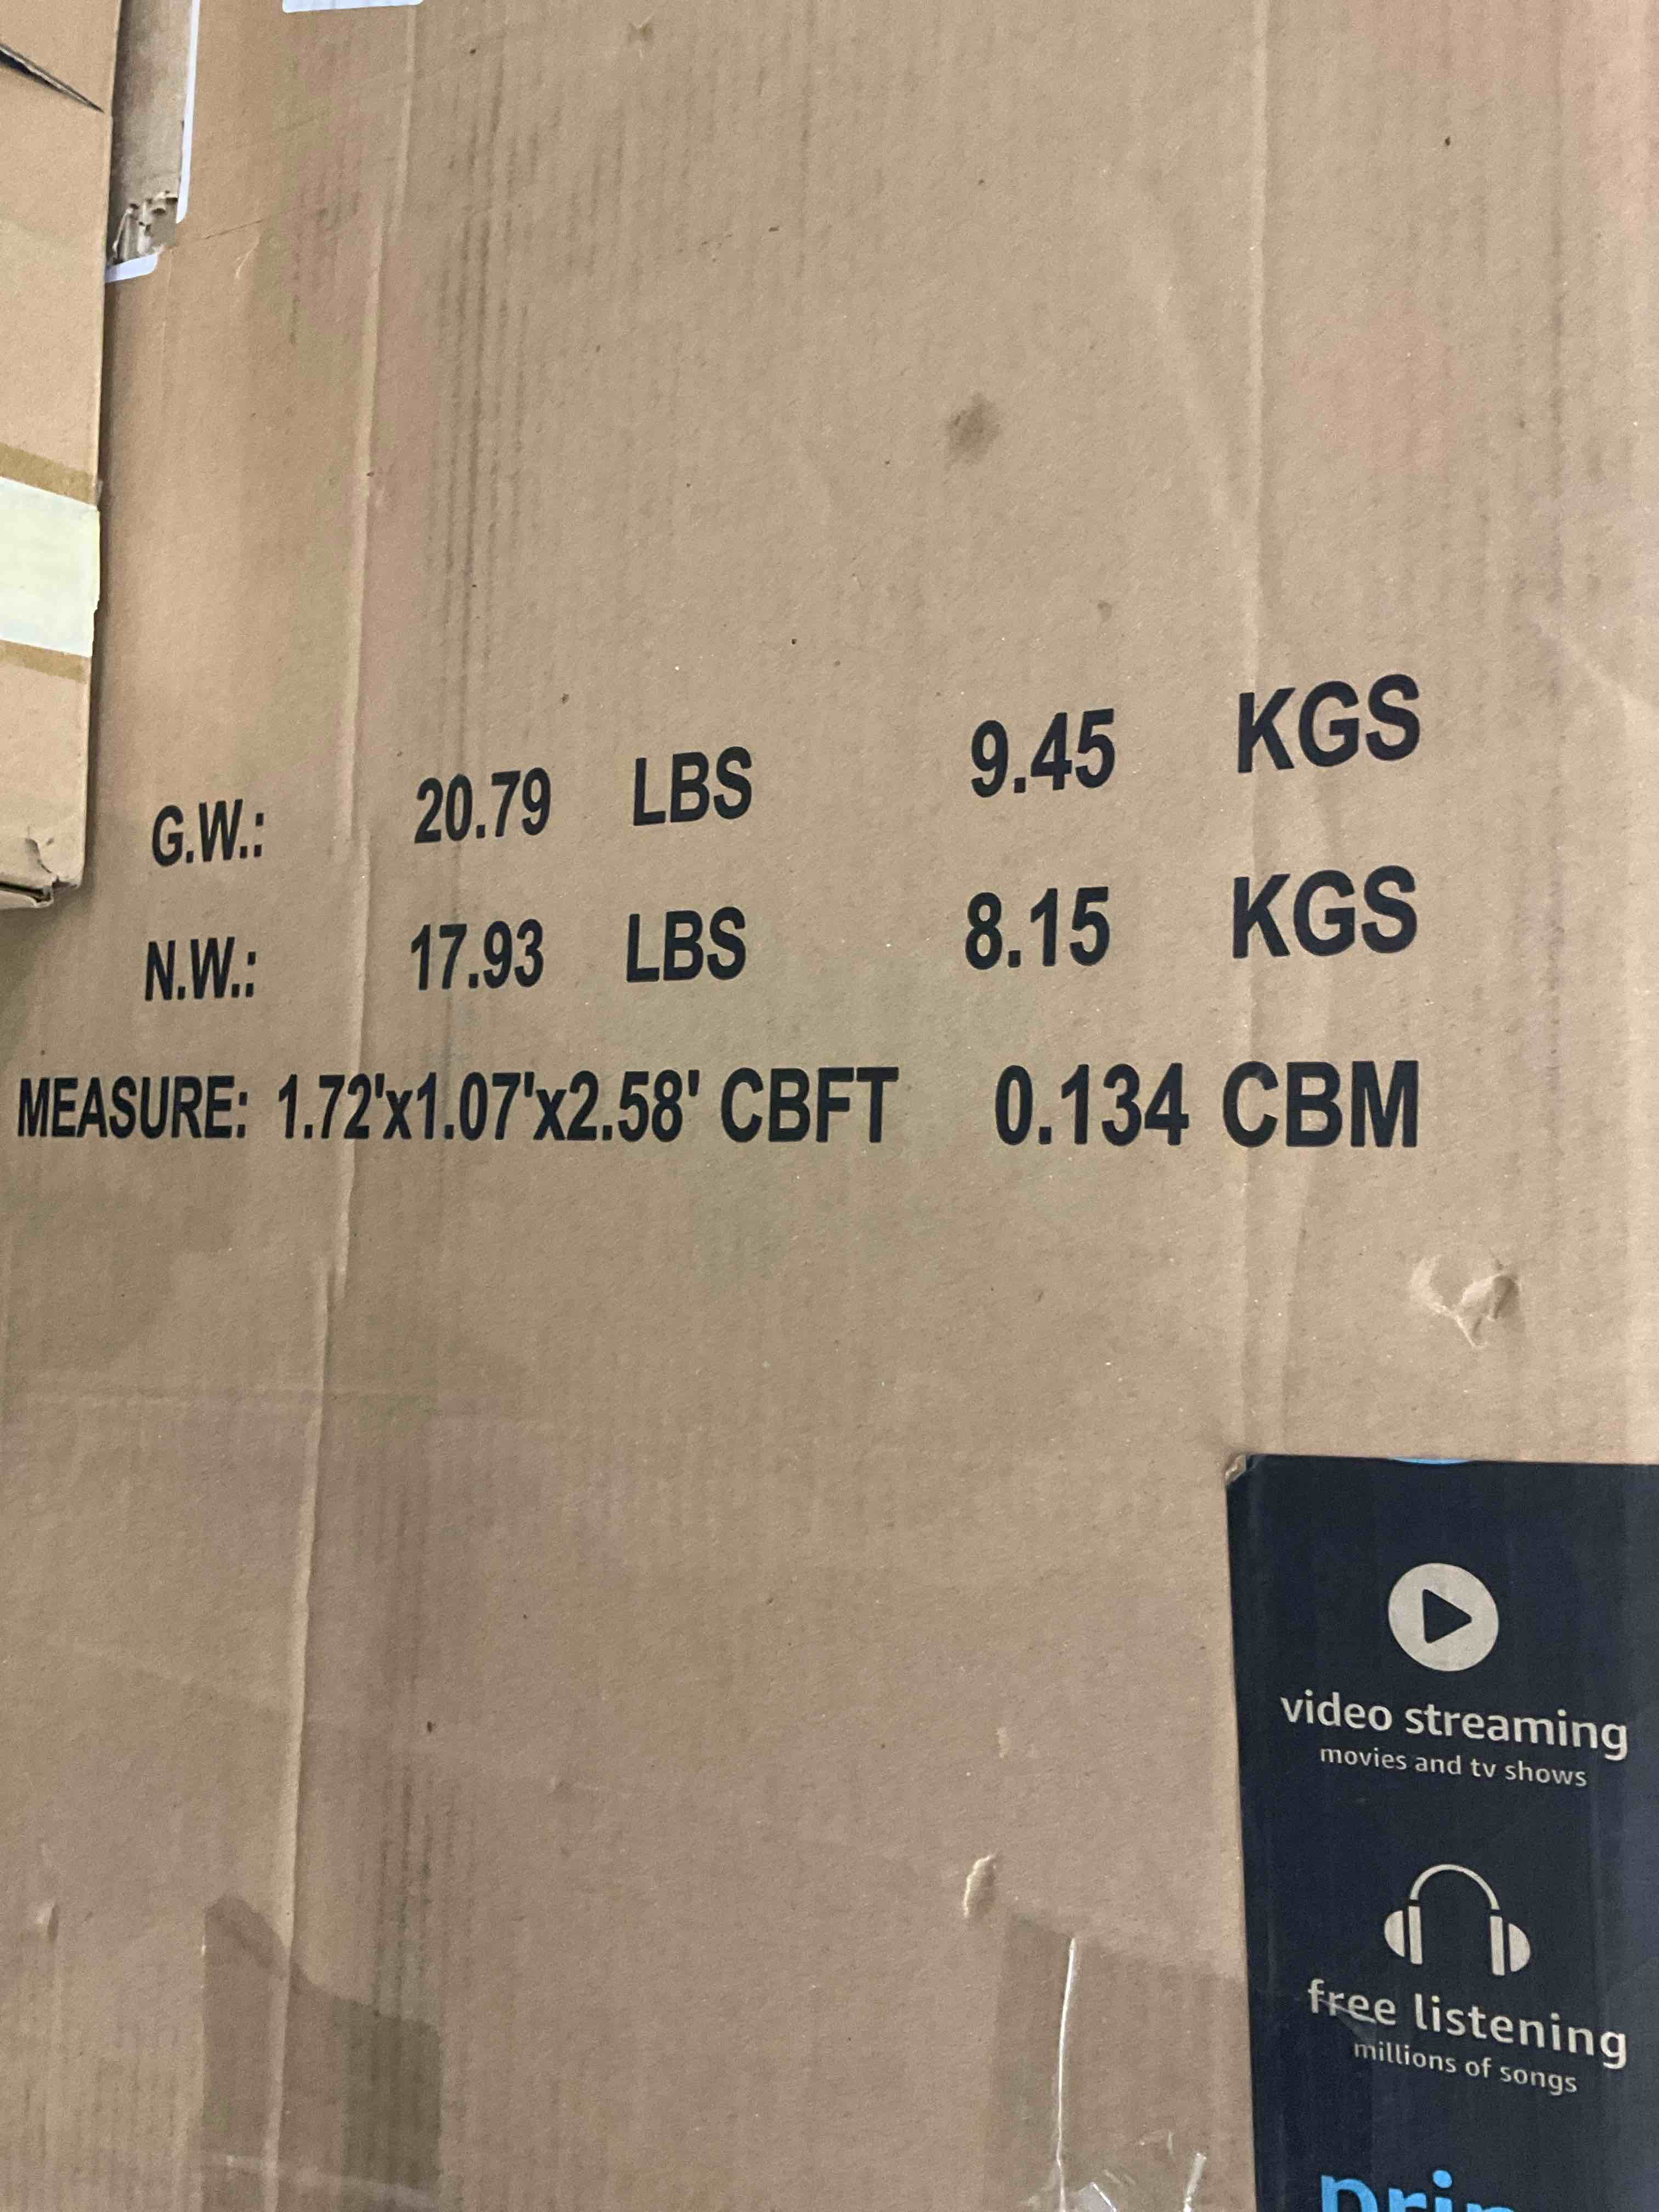 G.W.: 20.79 LBS 9.45 KGS
N.W.: 17.93 LBS 8.15 KGS
MEASURE: 1.72'x1.07'x2.58' CBFT 0.134 CBM
video streaming
movies and tv shows
free listening
millions of songs